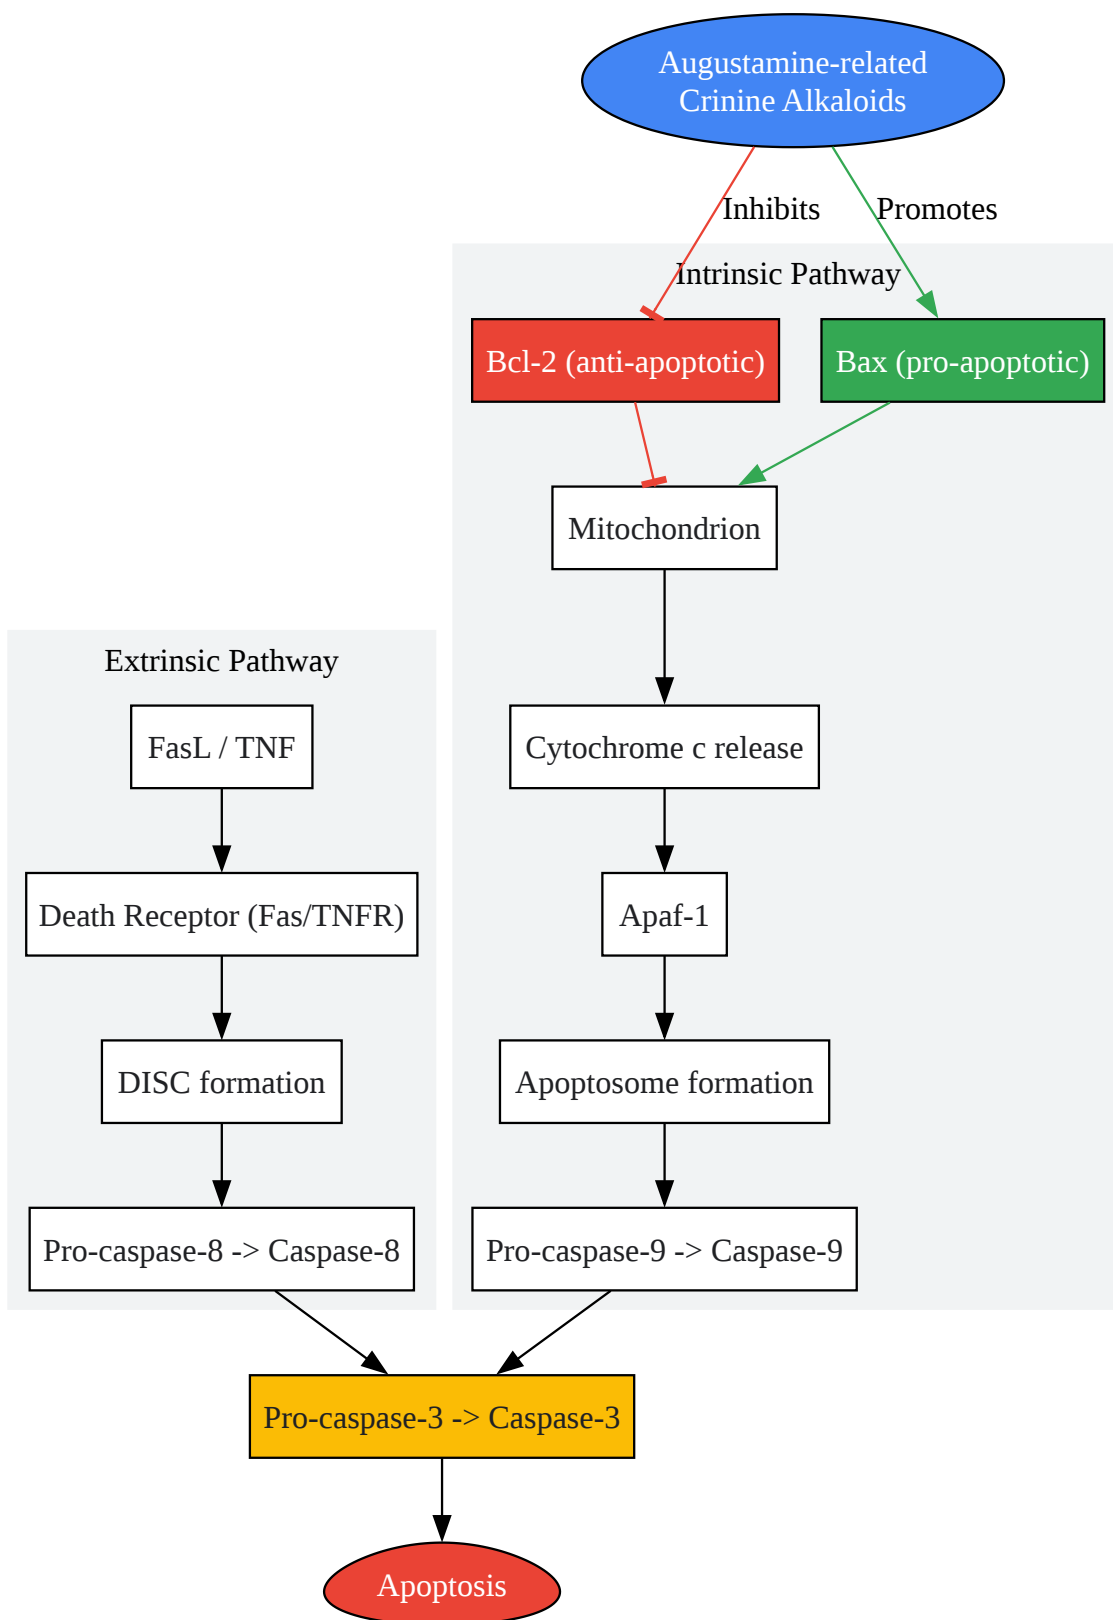 Augustamine-related
Crinine Alkaloids
Inhibits
Promotes
Intrinsic Pathway
Bcl-2 (anti-apoptotic)
Bax (pro-apoptotic)
Mitochondrion
Extrinsic Pathway
FasL / TNF
Cytochrome c release
Death Receptor (Fas/TNFR)
Apaf-1
DISC formation
Apoptosome formation
Pro-caspase-8 -> Caspase-8
Pro-caspase-9 -> Caspase-9
Pro-caspase-3 -> Caspase-3
Apoptosis